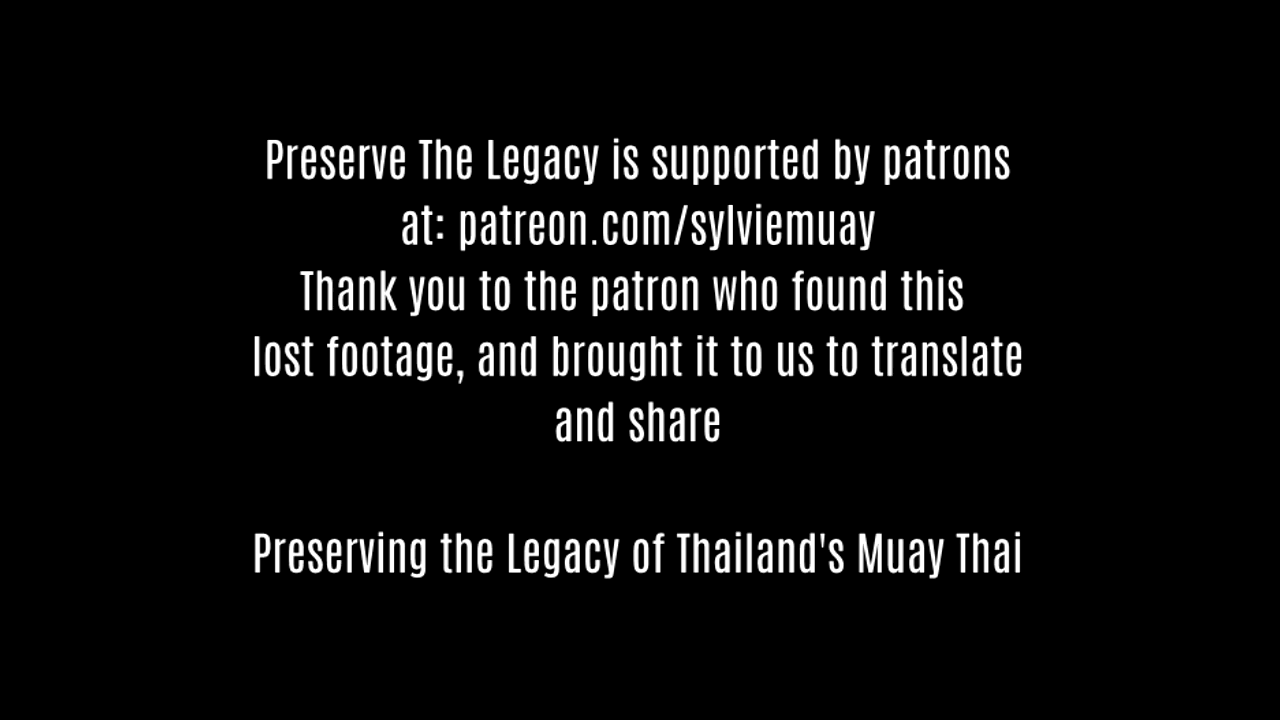 Preserve The Legacy is supported by patrons
at: patreon.com/sylviemuay
Thank you to the patron who found this
lost footage, and brought it to us to translate
and share
Preserving the Legacy of Thailand's Muay Thai